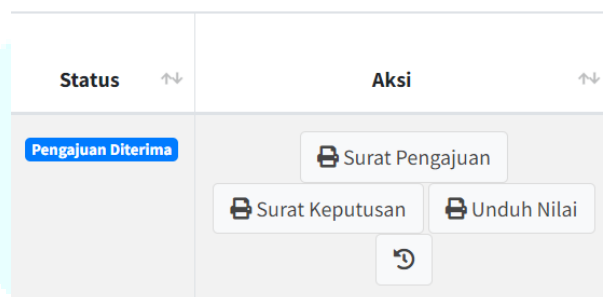 Status Aksi
Pengajuan Diterima
Surat Pengajuan
Surat Keputusan Unduh Nilai